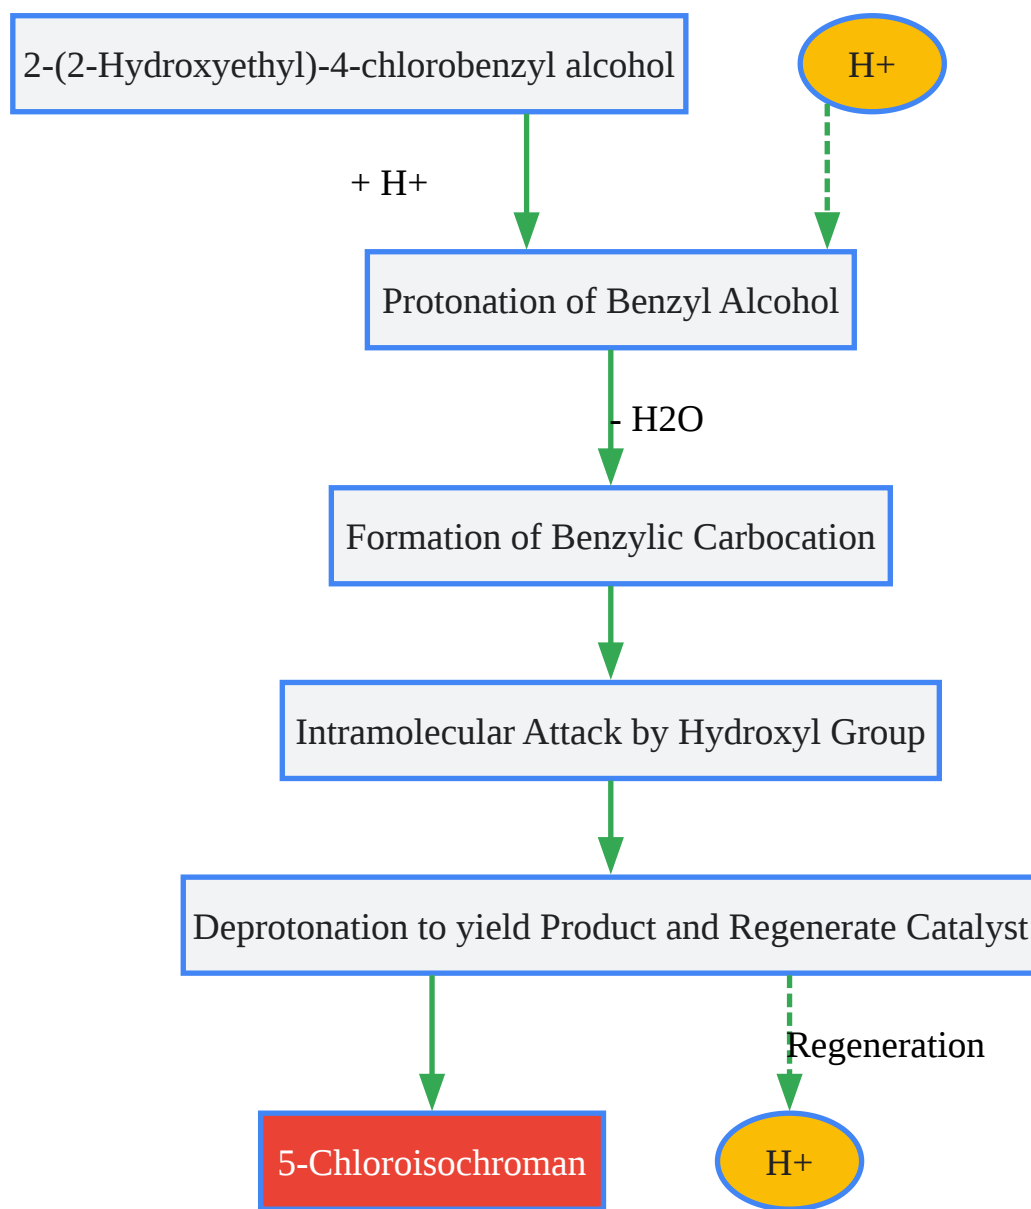 2-(2-Hydroxyethyl)-4-chlorobenzyl alcohol
H+
+ H+
Protonation of Benzyl Alcohol
- H2O
Formation of Benzylic Carbocation
Intramolecular Attack by Hydroxyl Group
Deprotonation to yield Product and Regenerate Catalyst
Regeneration
5-Chloroisochroman
H+